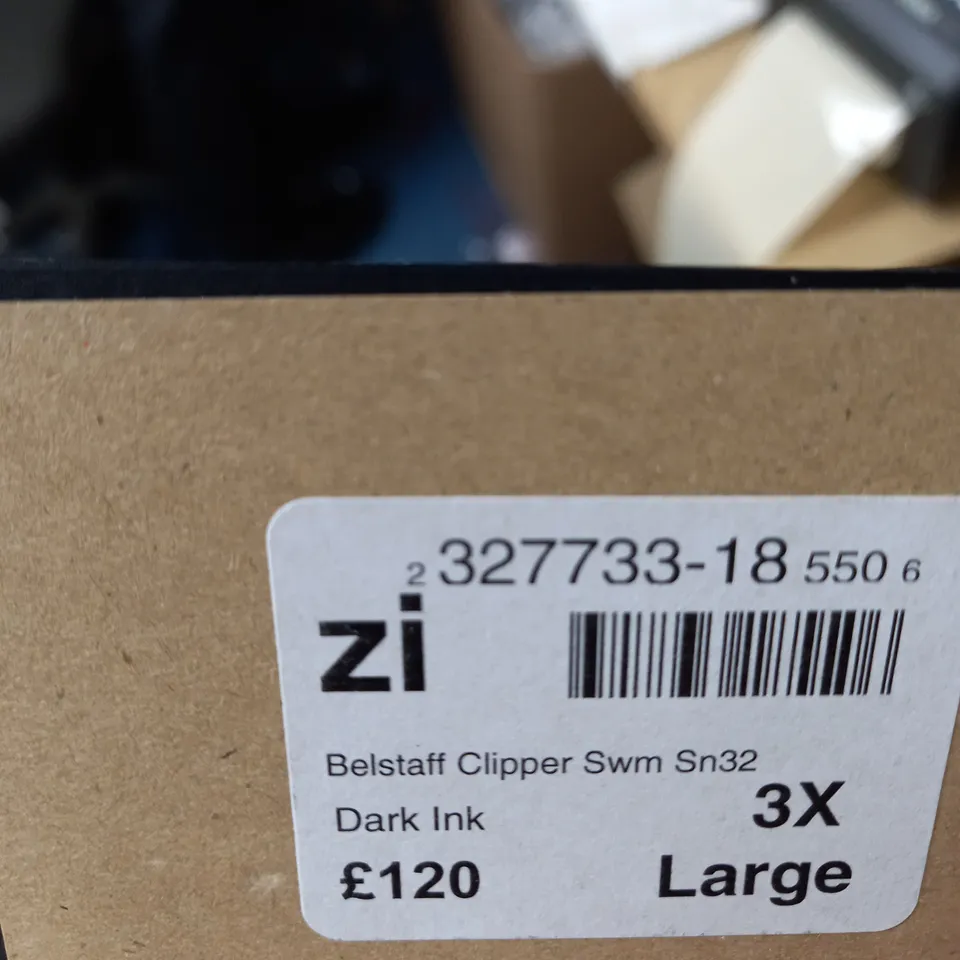 2 327733-18 550 6
zi
Belstaff Clipper Swm Sn32
Dark Ink
3X
£120
Large